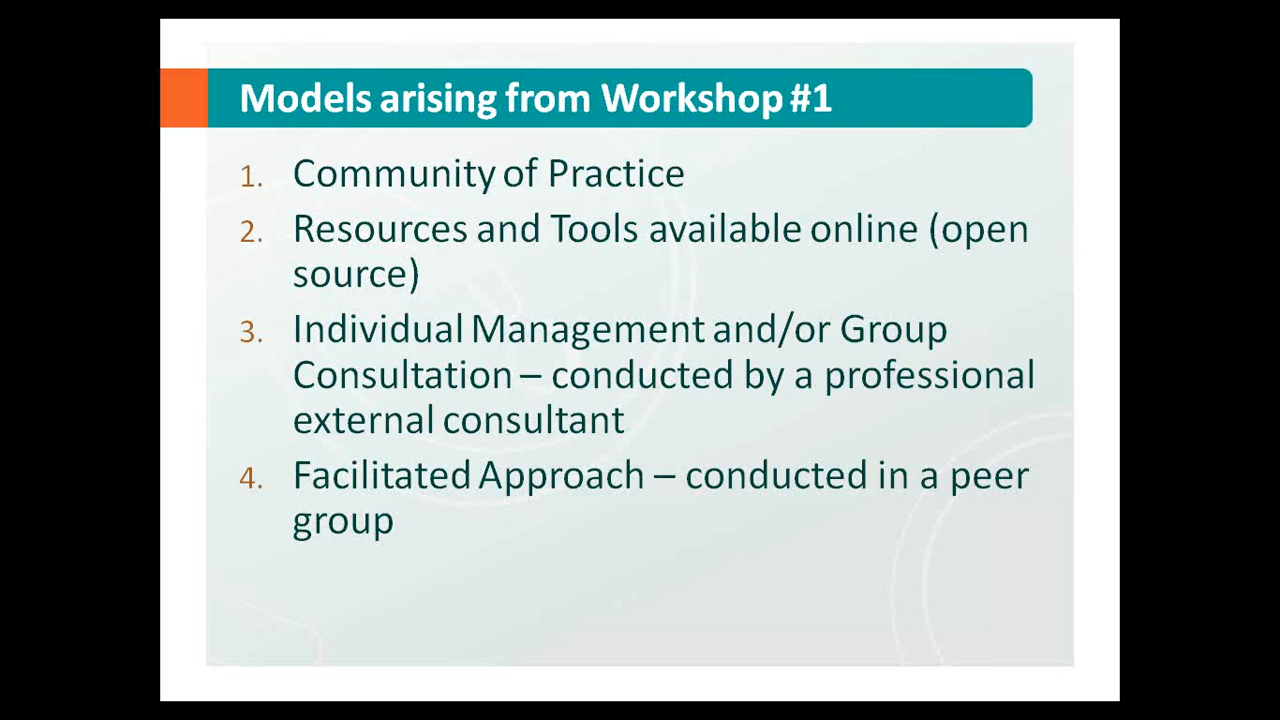 Models arising from Workshop #1
1. Community of Practice
2. Resources and Tools available online (open
source)
3. Individual Management and/or Group
Consultation – conducted by a professional
external consultant
4. Facilitated Approach – conducted in a peer
group